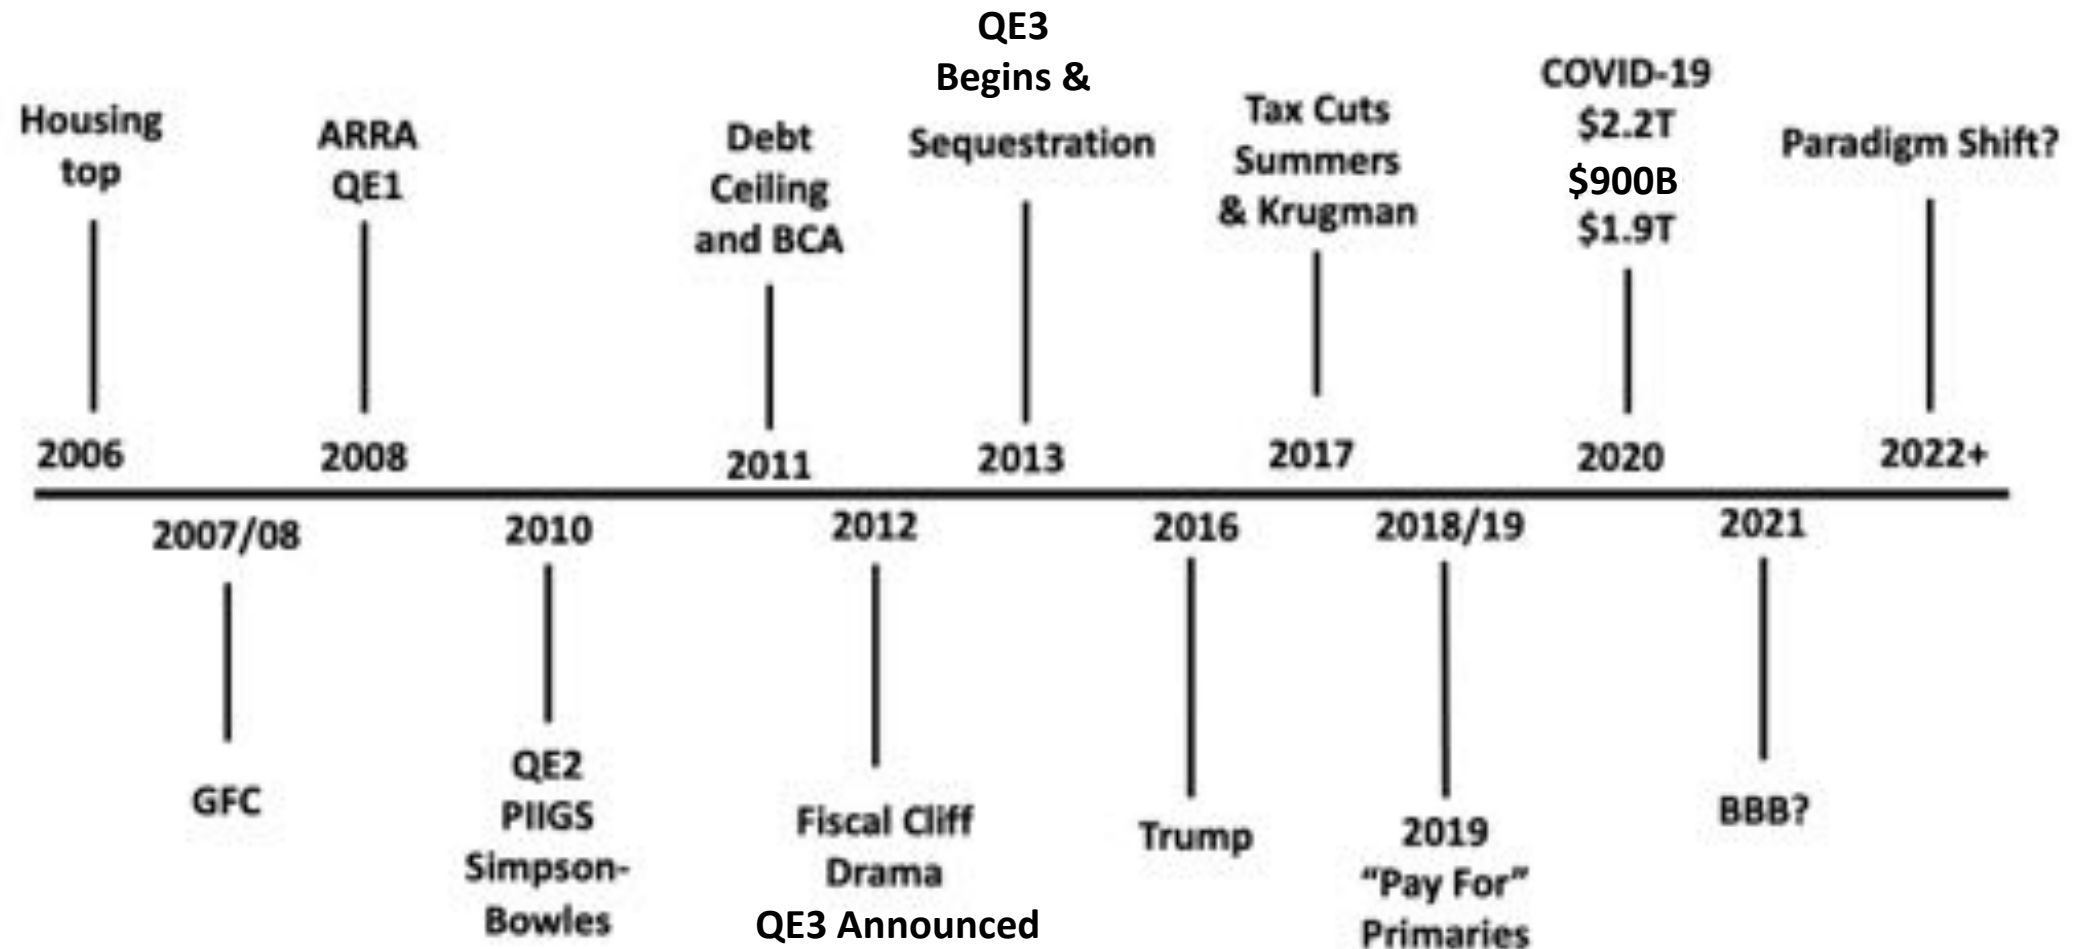 Housing
top
2006
ARRA
QE1
2008
Debt
Ceiling
and BCA
2011
QE3
Begins &
Sequestration
2013
Tax Cuts
Summers
& Krugman
2017
COVID-19
$2.2T
$900B
$1.9T
2020
Paradigm Shift?
2022+
2007/08
GFC
2010
QE2
PIIGS
Simpson-
Bowles
2012
Fiscal Cliff
Drama
QE3 Announced
2016
Trump
2018/19
2019
“Pay For”
Primaries
2021
BBB?